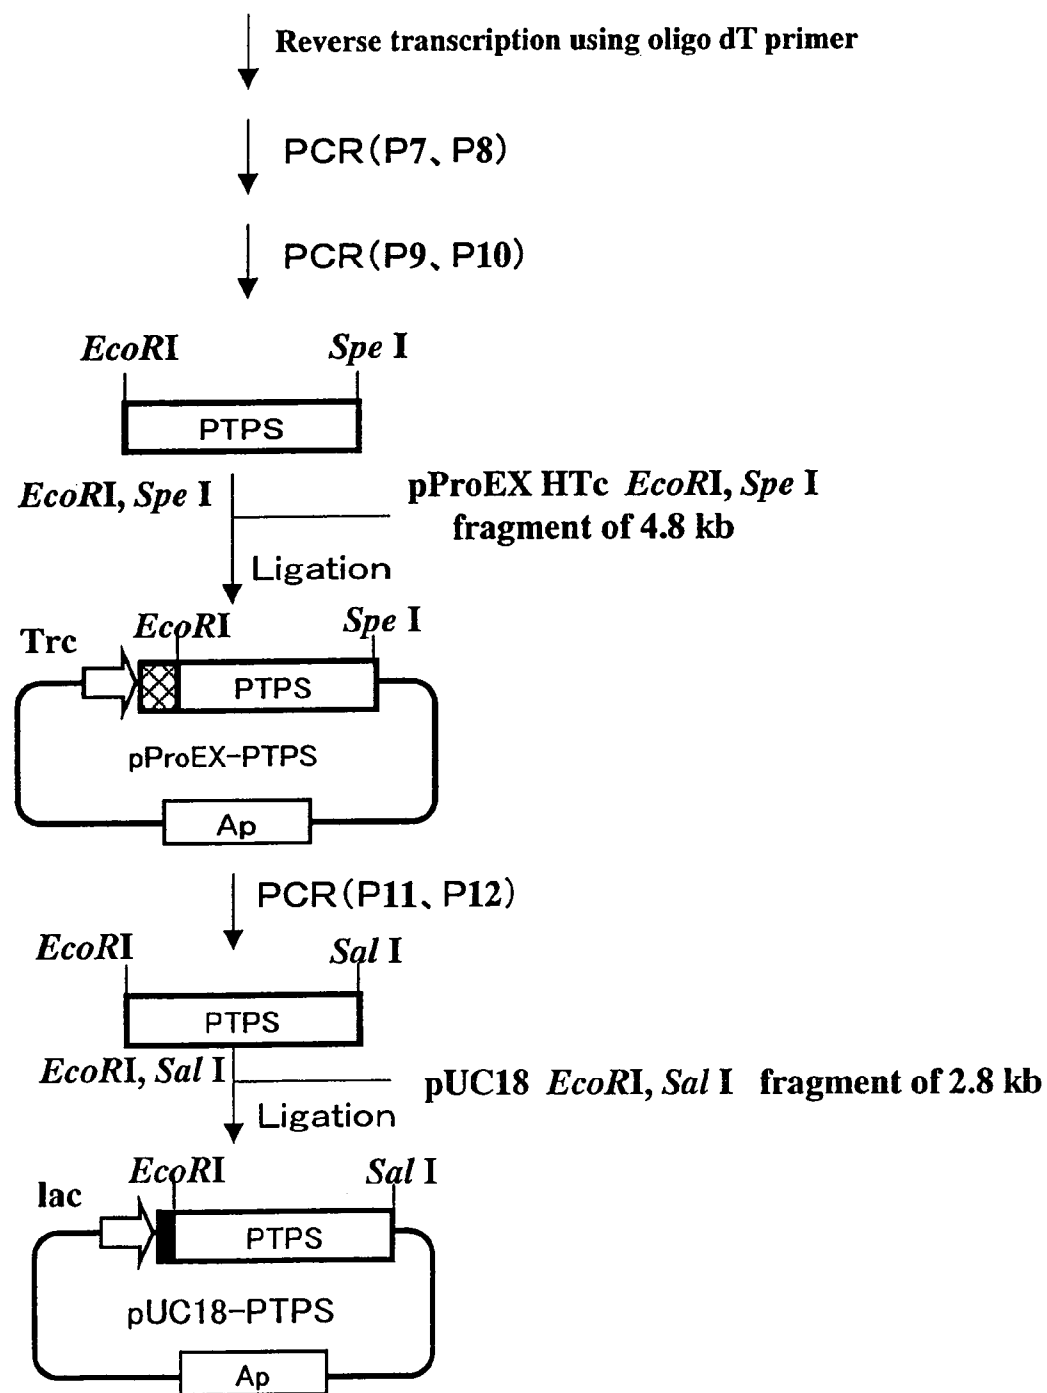 Reverse transcription using oligo dT primer
PCR(P7、P8)
PCR(P9、P10)
EcoRI Spe I
PTPS
EcoRI, Spe I
pProEX HTc EcoRI, Spe I
fragment of 4.8 kb
Ligation
Trc EcoRI Spe I
PTPS
pProEX-PTPS
Ap
PCR(P11、P12)
EcoRI Sal I
PTPS
EcoRI, Sal I
pUC18 EcoRI, Sal I fragment of 2.8 kb
Ligation
lac EcoRI Sal I
PTPS
pUC18-PTPS
Ap